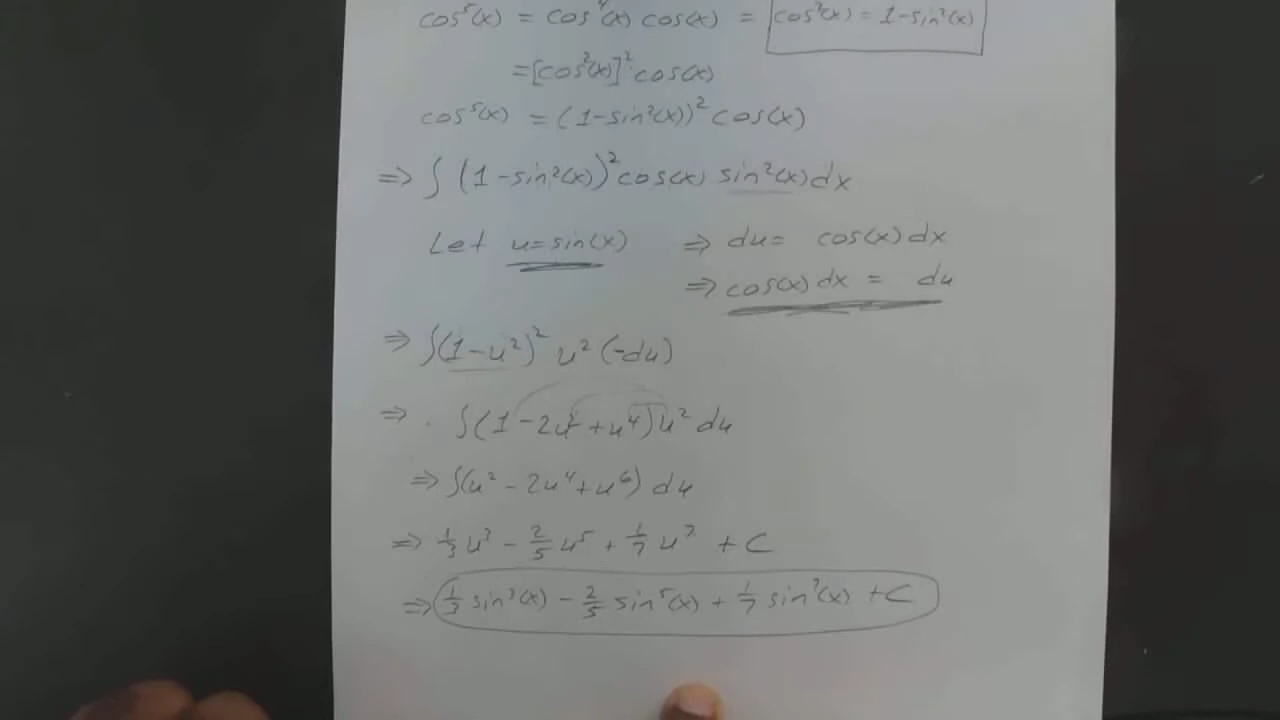 cos⁵(x) = cos⁴(x) cos(x) = cos²(x) = 1-sin²(x)
=[cos²(x)]² cos(x)
cos⁵(x) = (1-sin²(x))² cos(x)
=> ∫ (1-sin²(x))² cos(x) sin²(x) dx
Let u=sin(x) => du= cos(x) dx
=> cos(x) dx = du
=> ∫(1-u²)² u² (-du)
=> ∫(1-2u²+u⁴)u² du
=> ∫(u² - 2u⁴+u⁶) du
=> 1/3 u³ - 2/5 u⁵ + 1/7 u⁷ + C
=> 1/3 sin³(x) - 2/5 sin⁵(x) + 1/7 sin⁷(x) + C